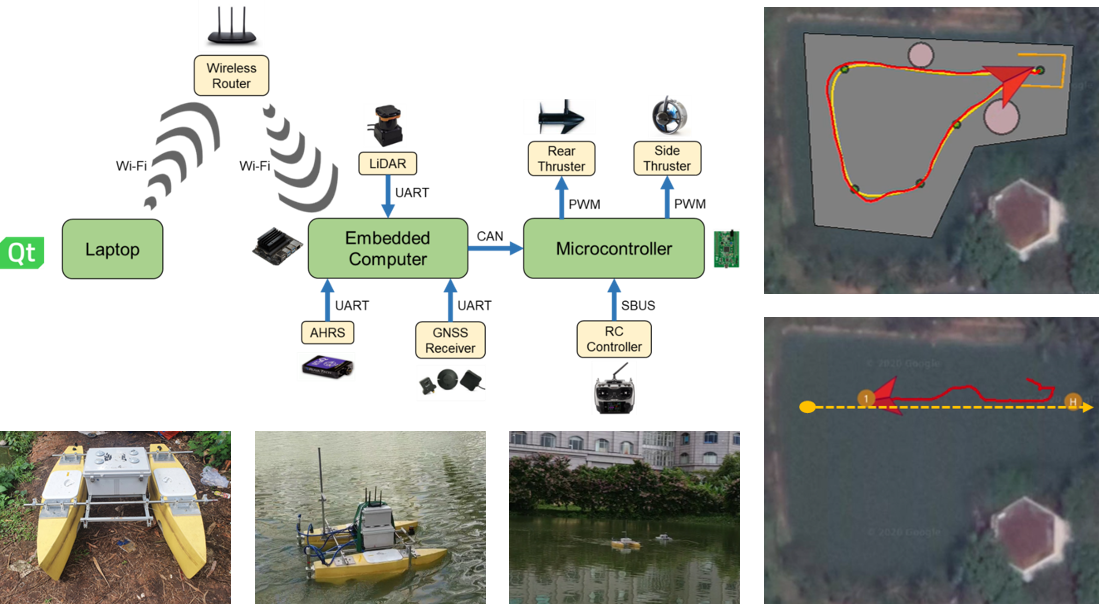 Wireless
Router
Wi-Fi
Wi-Fi
LiDAR
UART
Rear
Thruster
Side
Thruster
PWM
PWM
Qt
Laptop
Embedded
Computer
CAN
Microcontroller
UART
UART
SBUS
AHRS
GNSS
Receiver
RC
Controller
© 2020 Google
1
H
© 2020 Google